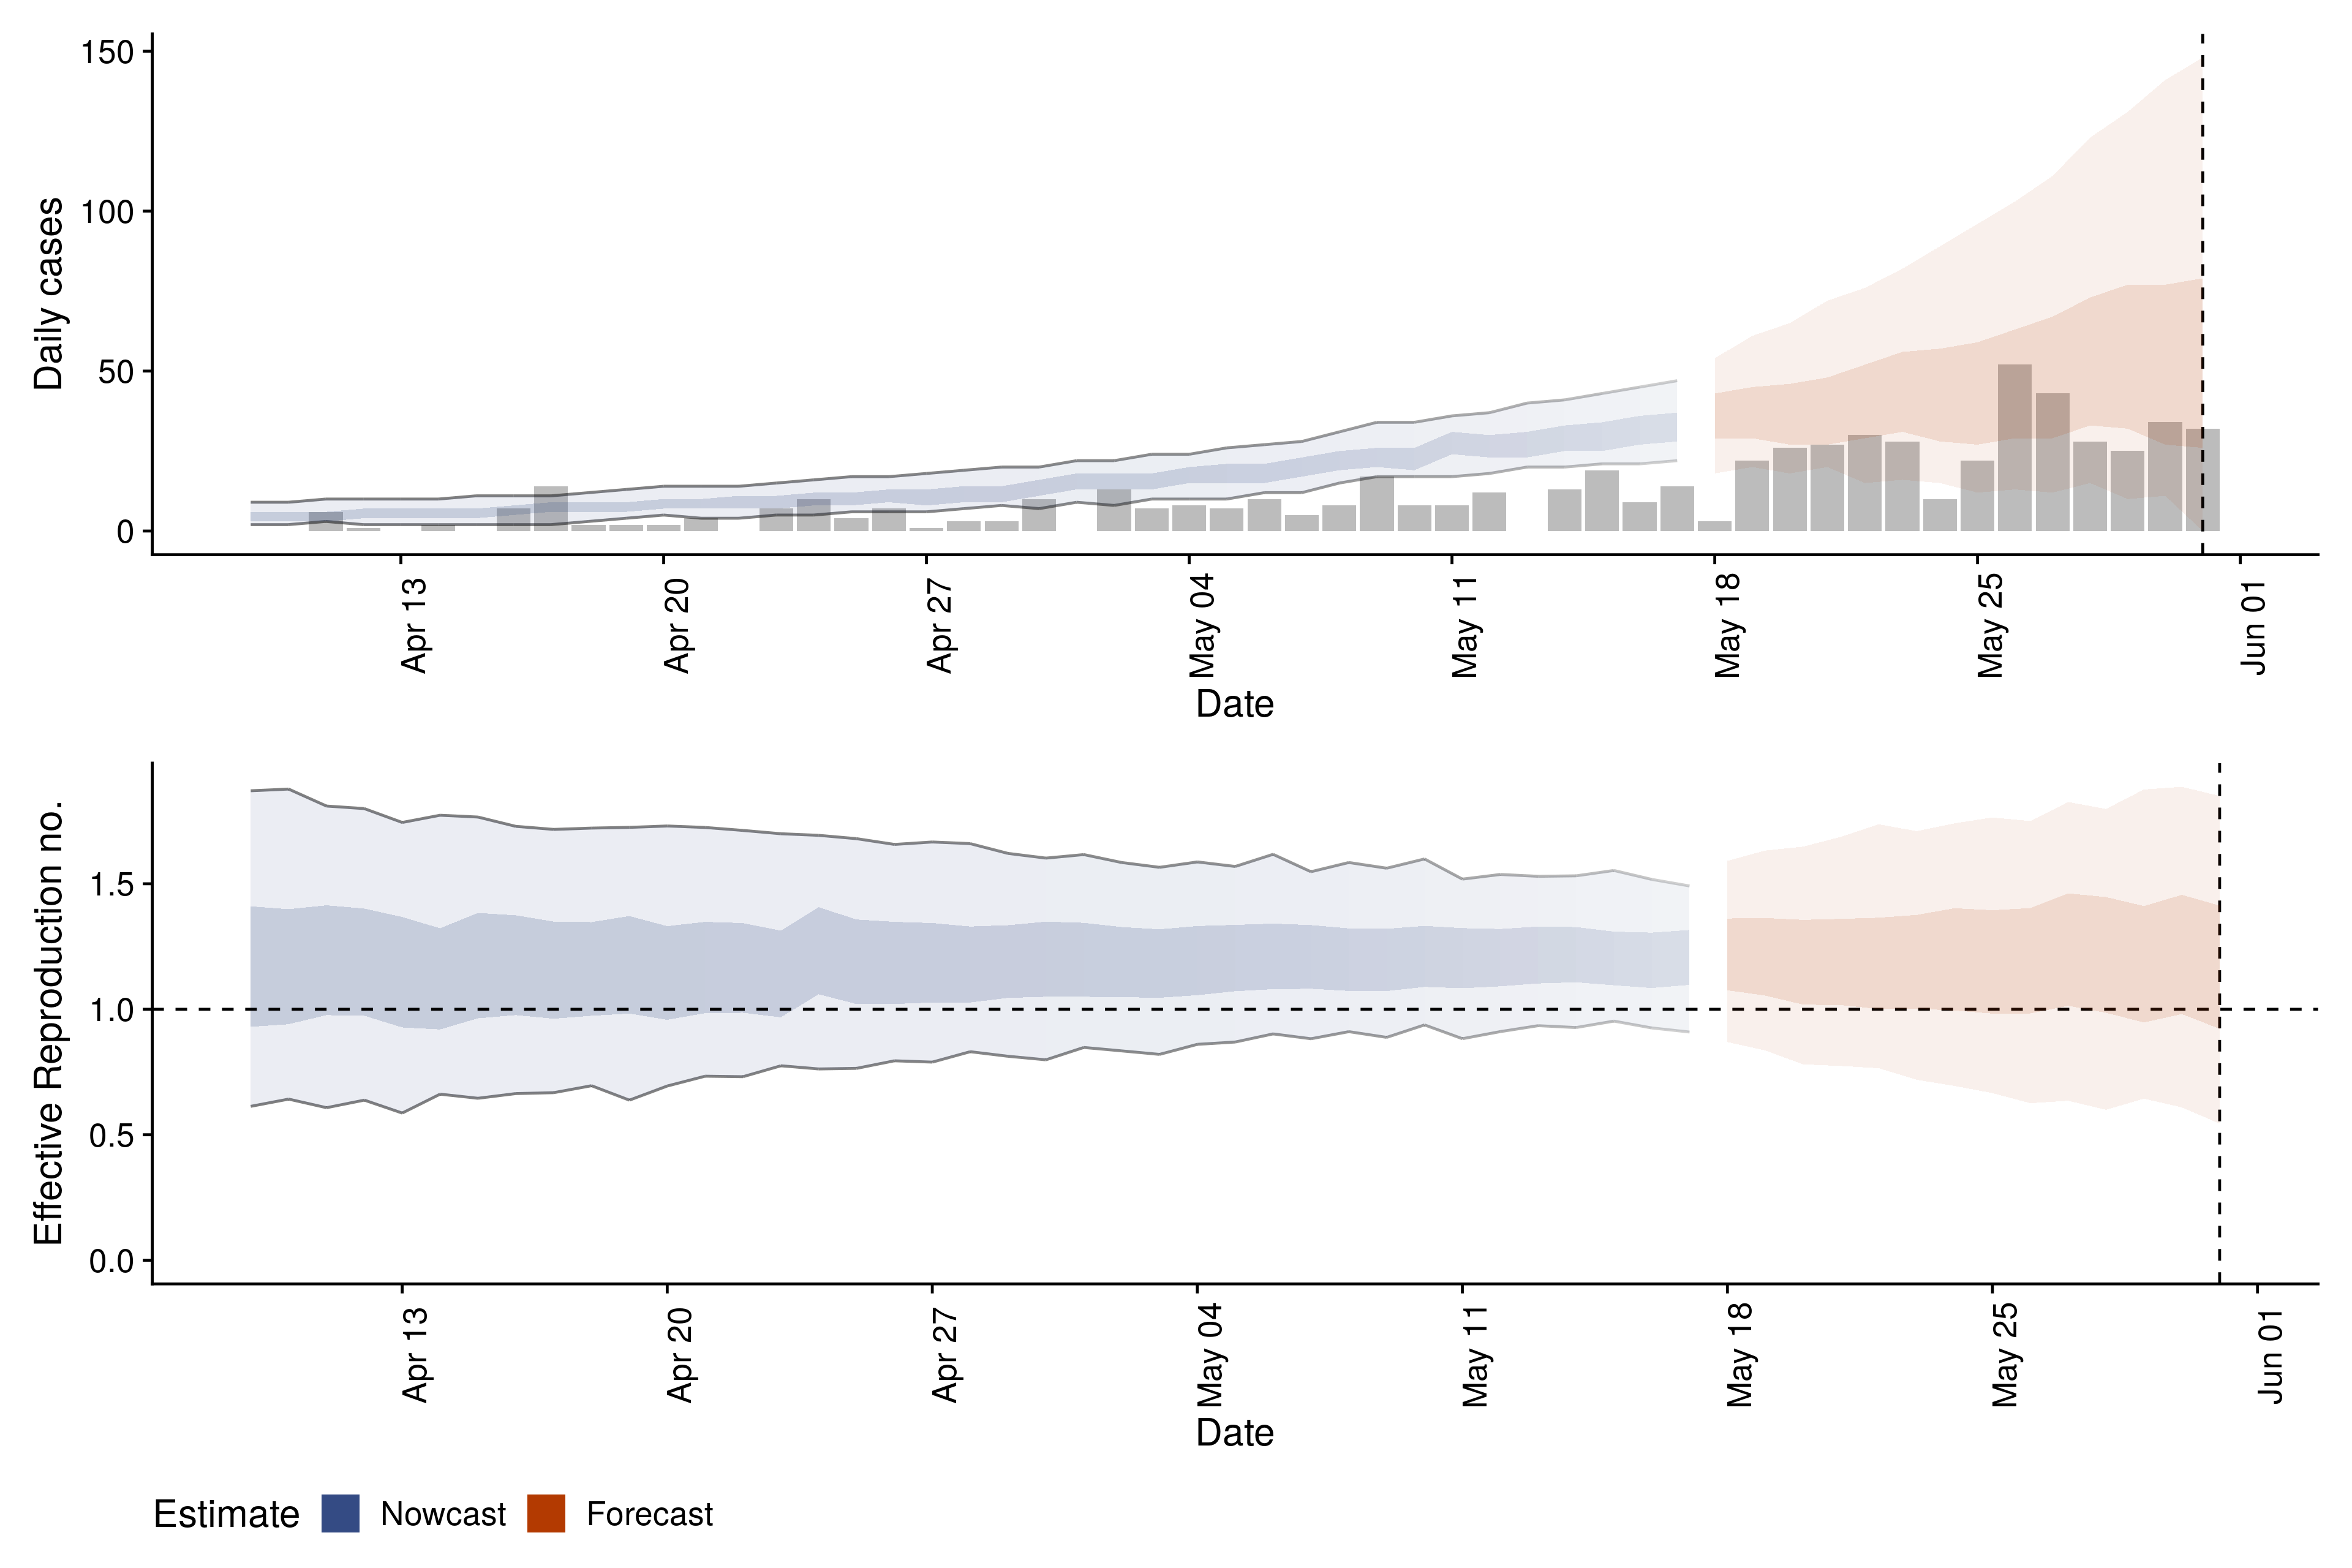 Daily cases
150
100
50
0
Apr 13
Apr 20
Apr 27
May 04
May 11
May 18
May 25
Jun 01
Date
Effective Reproduction no.
1.5
1.0
0.5
0.0
Apr 13
Apr 20
Apr 27
May 04
May 11
May 18
May 25
Jun 01
Date
Estimate Nowcast Forecast